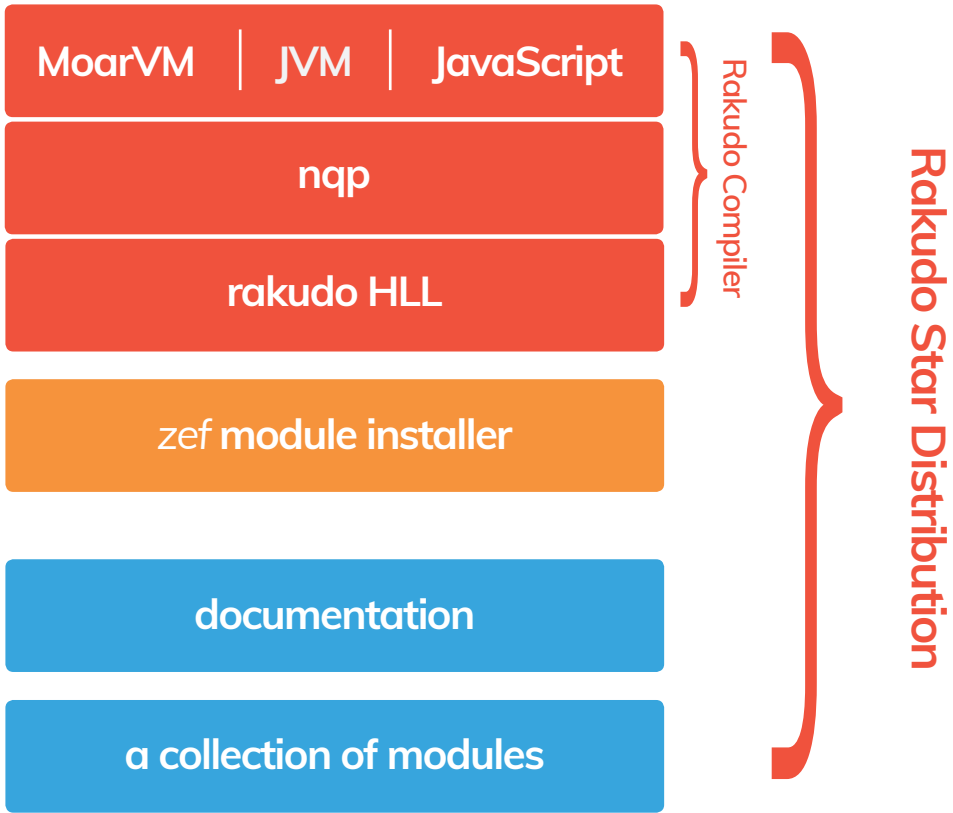 MoarVM | JVM | JavaScript
nqp
rakudo HLL
Rakudo Compiler
zef module installer
documentation
a collection of modules
Rakudo Star Distribution